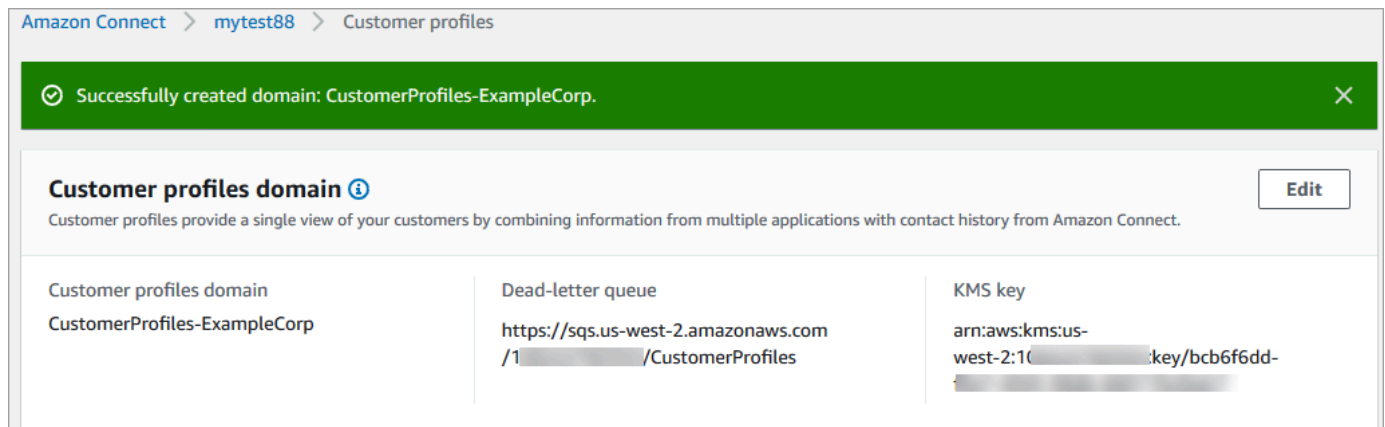 Amazon Connect > mytest88 > Customer profiles
Successfully created domain: CustomerProfiles-ExampleCorp.
Customer profiles domain
Edit
Customer profiles provide a single view of your customers by combining information from multiple applications with contact history from Amazon Connect.
Customer profiles domain
CustomerProfiles-ExampleCorp
Dead-letter queue
https://sqs.us-west-2.amazonaws.com
/1 /CustomerProfiles
KMS key
arn:aws:kms:us-
west-2:10 :key/bcb6f6dd-